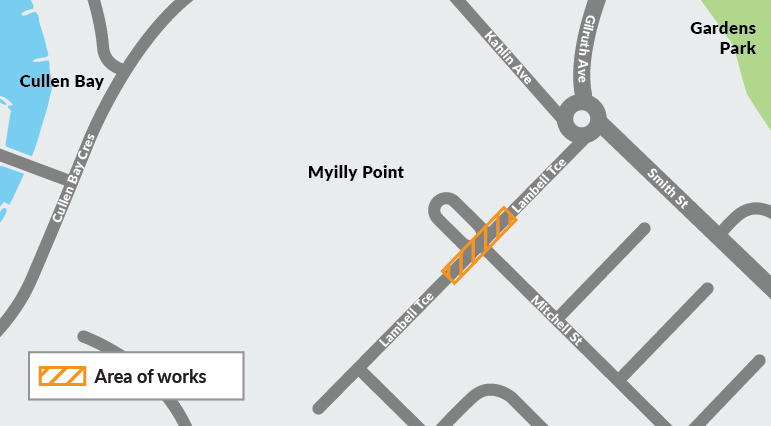 Gardens
Park
Gilruth Ave
Kahlin Ave
Cullen Bay
Cullen Bay Cres
Myilly Point
Lambell Tce
Smith St
Lambell Tce
Mitchell St
Area of works